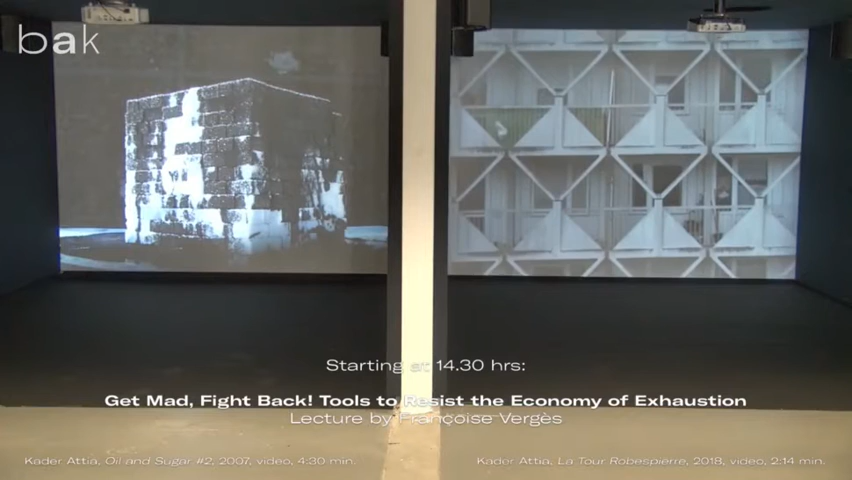 bak
Starting at 14.30 hrs:
Get Mad, Fight Back! Tools to Resist the Economy of Exhaustion
Lecture by Françoise Vergès
Kader Attia, Oil and Sugar #2, 2007, video, 4:30 min.
Kader Attia, La Tour Robespierre, 2018, video, 2:14 min.